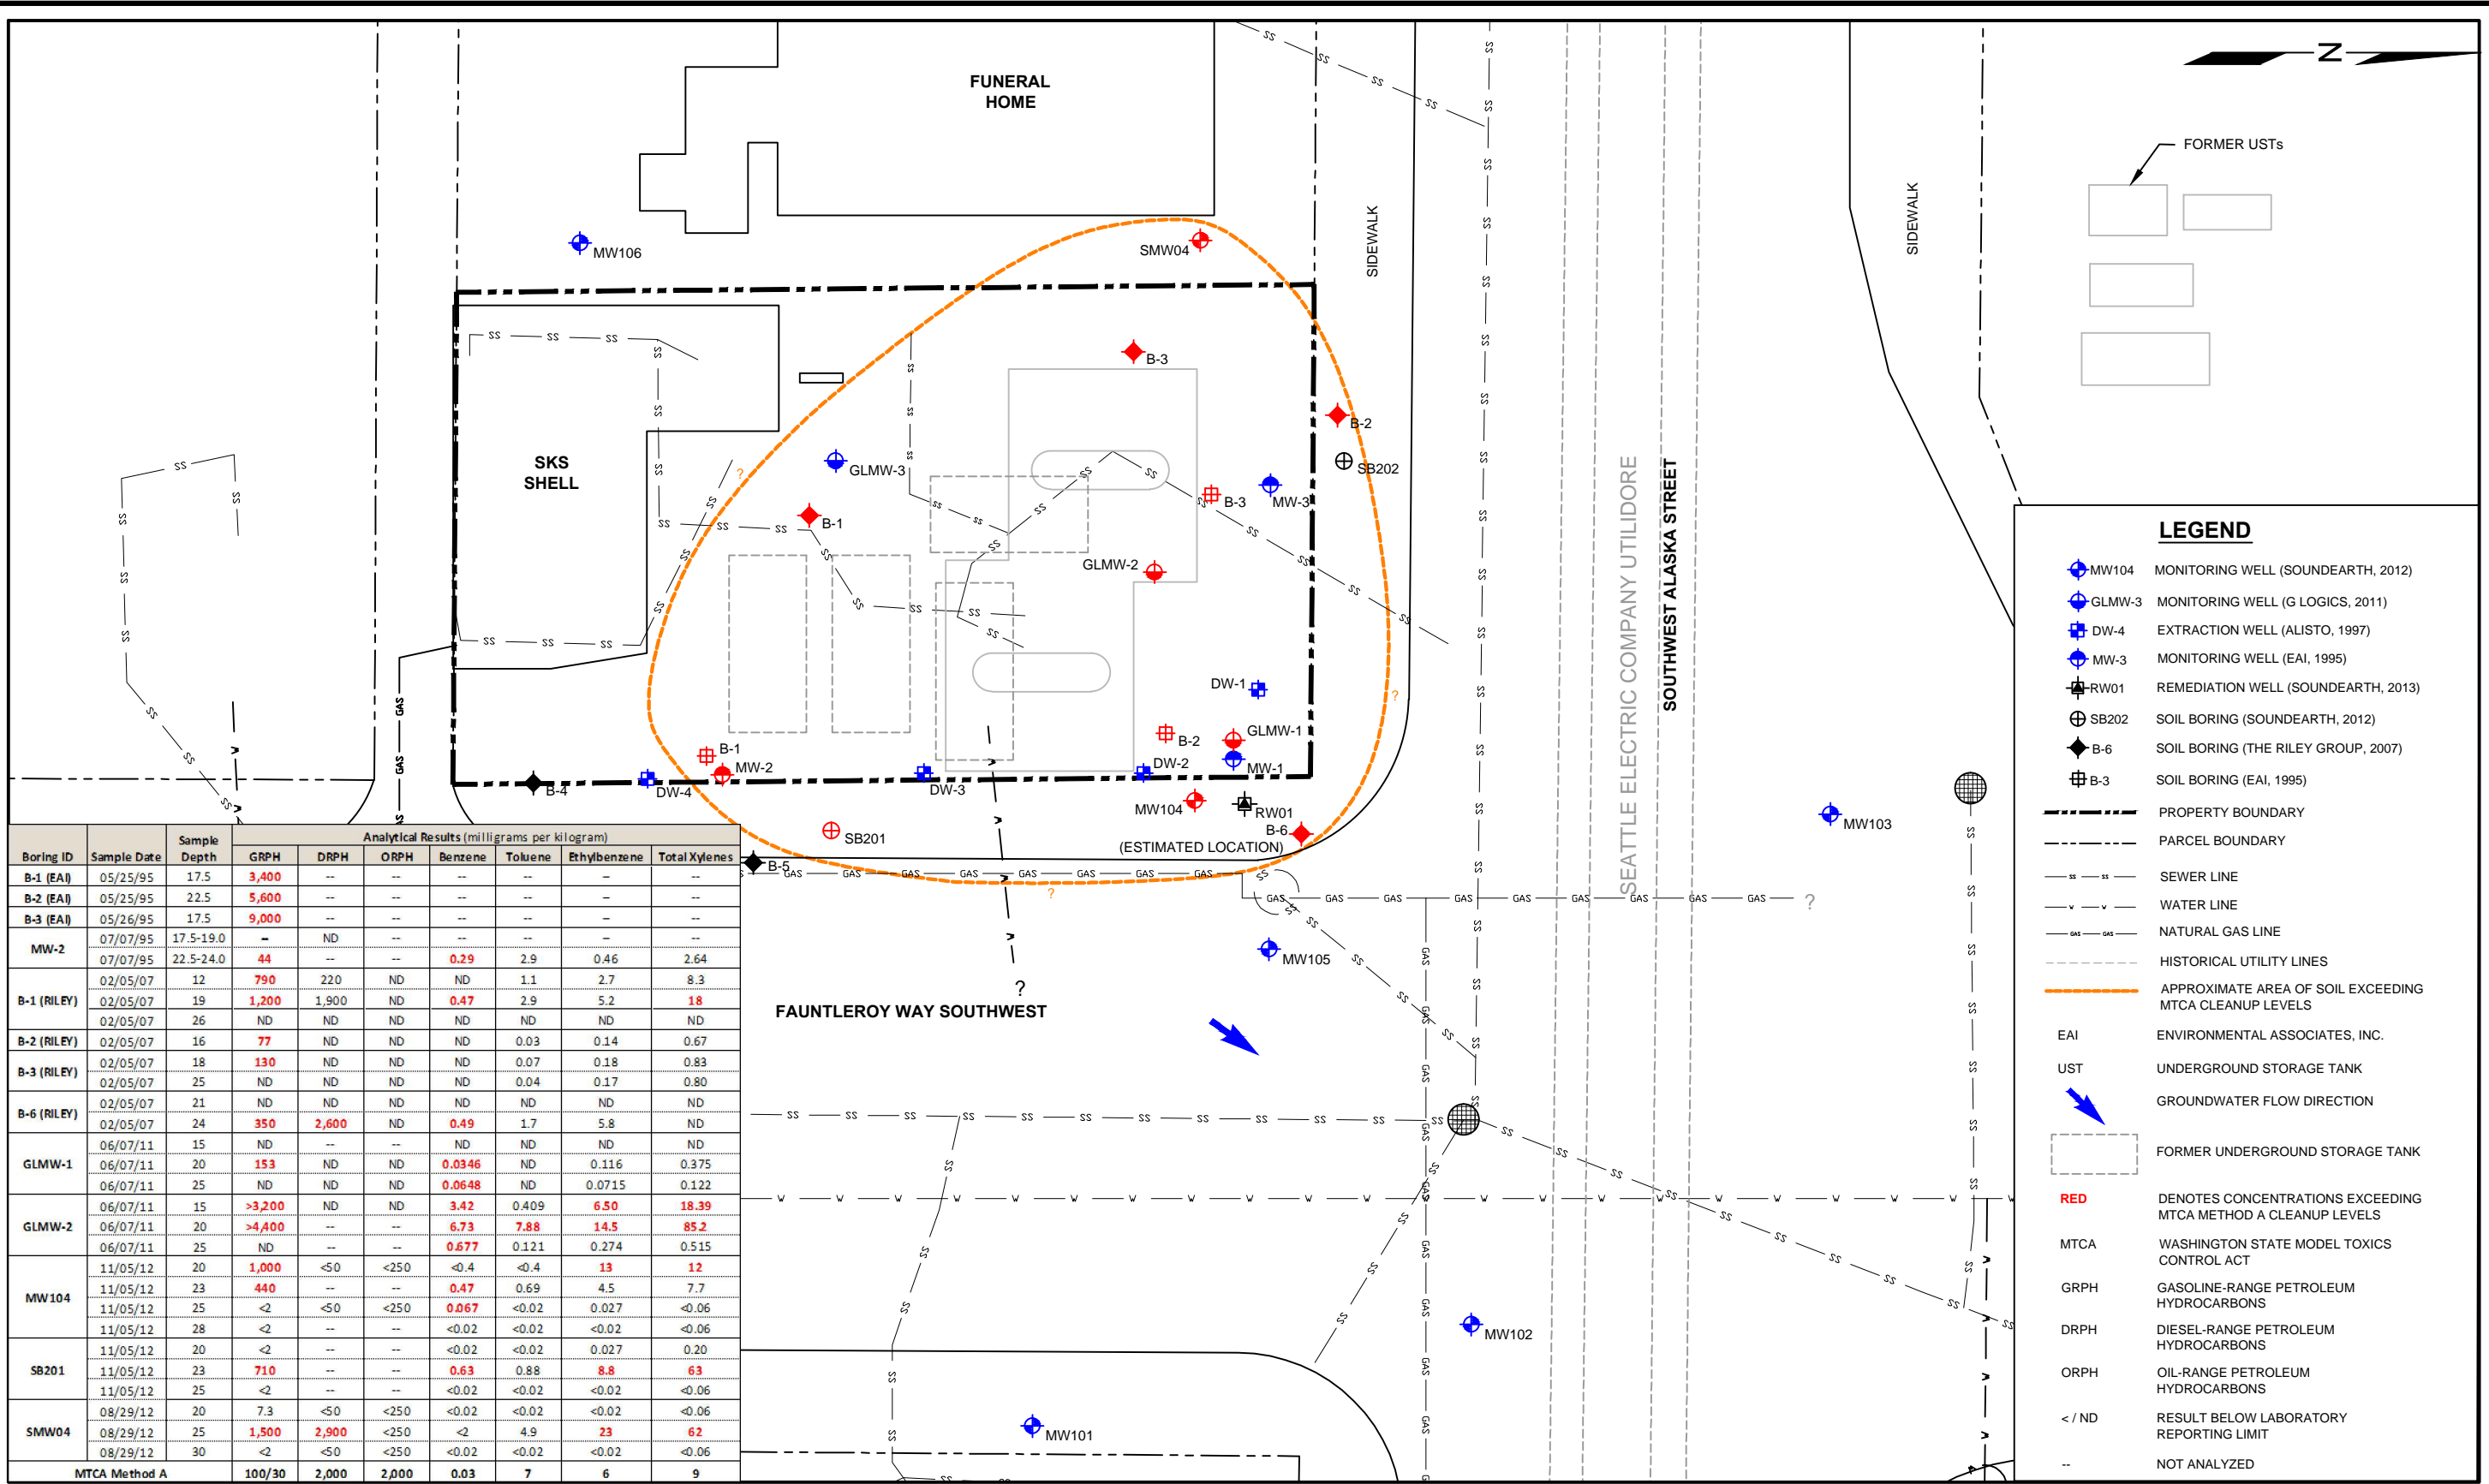 N
FORMER USTs
FUNERAL
HOME
SIDEWALK
SIDEWALK
MW106
SMW04
B-3
B-2
SB202
SKS
SHELL
GLMW-3
B-1
B-3
MW-3
GLMW-2
DW-1
GLMW-1
B-2
MW-1
B-1
MW-2
DW-2
DW-3
DW-4
B-4
MW104
RW01
B-6
(ESTIMATED LOCATION)
SB201
B-5
MW103
MW105
MW102
MW101
SEATTLE ELECTRIC COMPANY UTILIDORE
SOUTHWEST ALASKA STREET
FAUNTLEROY WAY SOUTHWEST
SS
GAS
W
?
LEGEND
MW104 MONITORING WELL (SOUNDEARTH, 2012)
GLMW-3 MONITORING WELL (G LOGICS, 2011)
DW-4 EXTRACTION WELL (ALISTO, 1997)
MW-3 MONITORING WELL (EAI, 1995)
RW01 REMEDIATION WELL (SOUNDEARTH, 2013)
SB202 SOIL BORING (SOUNDEARTH, 2012)
B-6 SOIL BORING (THE RILEY GROUP, 2007)
B-3 SOIL BORING (EAI, 1995)
PROPERTY BOUNDARY
PARCEL BOUNDARY
SS SS SEWER LINE
W W WATER LINE
GAS GAS NATURAL GAS LINE
HISTORICAL UTILITY LINES
APPROXIMATE AREA OF SOIL EXCEEDING
MTCA CLEANUP LEVELS
EAI ENVIRONMENTAL ASSOCIATES, INC.
UST UNDERGROUND STORAGE TANK
GROUNDWATER FLOW DIRECTION
FORMER UNDERGROUND STORAGE TANK
RED DENOTES CONCENTRATIONS EXCEEDING
MTCA METHOD A CLEANUP LEVELS
MTCA WASHINGTON STATE MODEL TOXICS
CONTROL ACT
GRPH GASOLINE-RANGE PETROLEUM
HYDROCARBONS
DRPH DIESEL-RANGE PETROLEUM
HYDROCARBONS
ORPH OIL-RANGE PETROLEUM
HYDROCARBONS
< / ND RESULT BELOW LABORATORY
REPORTING LIMIT
-- NOT ANALYZED
Analytical Results (milligrams per kilogram)
Boring ID Sample Date Sample Depth GRPH DRPH ORPH Benzene Toluene Ethylbenzene Total Xylenes
B-1 (EAI) 05/25/95 17.5 3,400 -- -- -- -- -- --
B-2 (EAI) 05/25/95 22.5 5,600 -- -- -- -- -- --
B-3 (EAI) 05/26/95 17.5 9,000 -- -- -- -- -- --
MW-2 07/07/95 17.5-19.0 -- ND -- -- -- -- --
07/07/95 22.5-24.0 44 -- -- 0.29 2.9 0.46 2.64
B-1 (RILEY) 02/05/07 12 790 220 ND ND 1.1 2.7 8.3
02/05/07 19 1,200 1,900 ND 0.47 2.9 5.2 18
02/05/07 26 ND ND ND ND ND ND ND
B-2 (RILEY) 02/05/07 16 77 ND ND ND 0.03 0.14 0.67
B-3 (RILEY) 02/05/07 18 130 ND ND ND 0.07 0.18 0.83
02/05/07 25 ND ND ND ND 0.04 0.17 0.80
B-6 (RILEY) 02/05/07 21 ND ND ND ND ND ND ND
02/05/07 24 350 2,600 ND 0.49 1.7 5.8 ND
GLMW-1 06/07/11 15 ND -- -- ND ND ND ND
06/07/11 20 153 ND ND 0.0346 ND 0.116 0.375
06/07/11 25 ND ND ND 0.0648 ND 0.0715 0.122
GLMW-2 06/07/11 15 >3,200 ND ND 3.42 0.409 6.50 18.39
06/07/11 20 >4,400 -- -- 6.73 7.88 14.5 85.2
06/07/11 25 ND -- -- 0.677 0.121 0.274 0.515
MW104 11/05/12 20 1,000 <50 <250 <0.4 <0.4 13 12
11/05/12 23 440 -- -- 0.47 0.69 4.5 7.7
11/05/12 25 <2 <50 <250 0.067 <0.02 0.027 <0.06
11/05/12 28 <2 -- -- <0.02 <0.02 <0.02 <0.06
SB201 11/05/12 20 <2 -- -- <0.02 <0.02 0.027 0.20
11/05/12 23 710 -- -- 0.63 0.88 8.8 63
11/05/12 25 <2 -- -- <0.02 <0.02 <0.02 <0.06
SMW04 08/29/12 20 7.3 <50 <250 <0.02 <0.02 <0.02 <0.06
08/29/12 25 1,500 2,900 <250 <2 4.9 23 62
08/29/12 30 <2 <50 <250 <0.02 <0.02 <0.02 <0.06
MTCA Method A 100/30 2,000 2,000 0.03 7 6 9